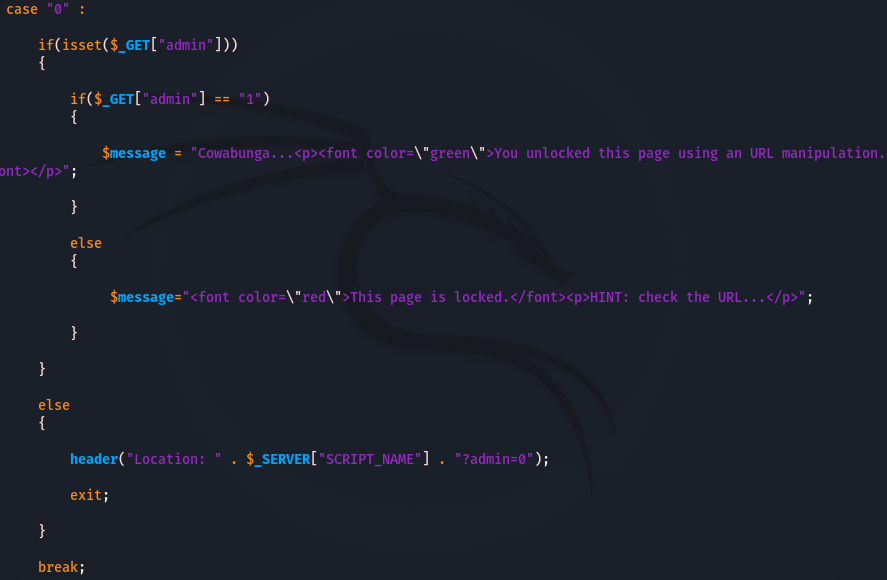 case "0" :
if(isset($_GET["admin"]))
{
if($_GET["admin"] == "1")
{
$message = "Cowabunga...<p><font color=\"green\">You unlocked this page using an URL manipulation.
ont></p>";
}
else
{
$message="<font color=\"red\">This page is locked.</font><p>HINT: check the URL...</p>";
}
}
else
{
header("Location: " . $_SERVER["SCRIPT_NAME"] . "?admin=0");
exit;
}
break;